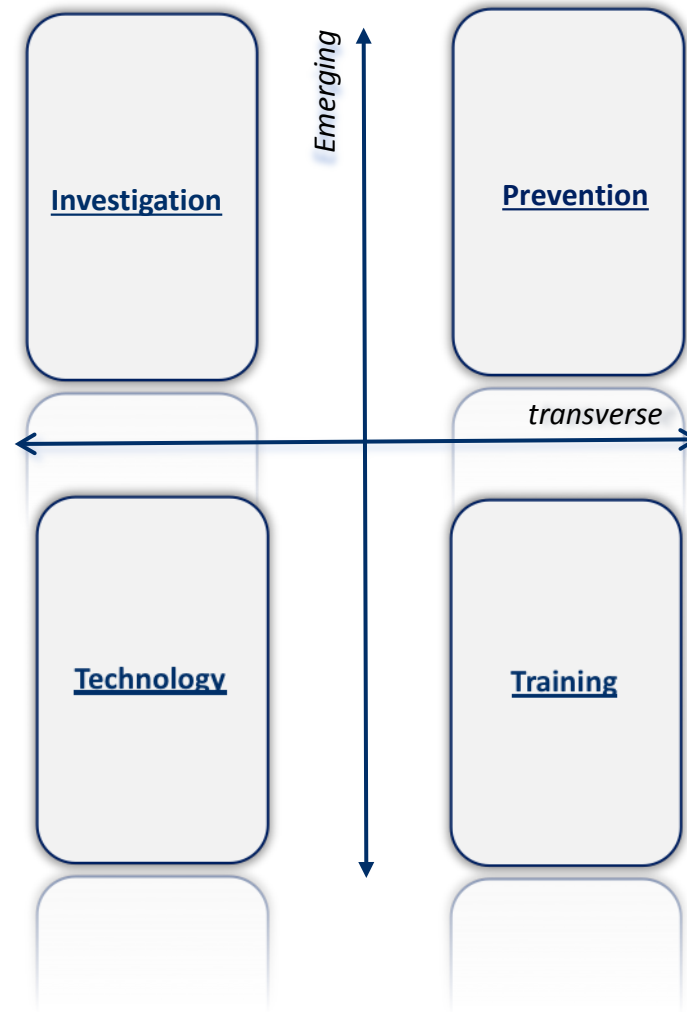 Emerging
Investigation
Prevention
transverse
Technology
Training